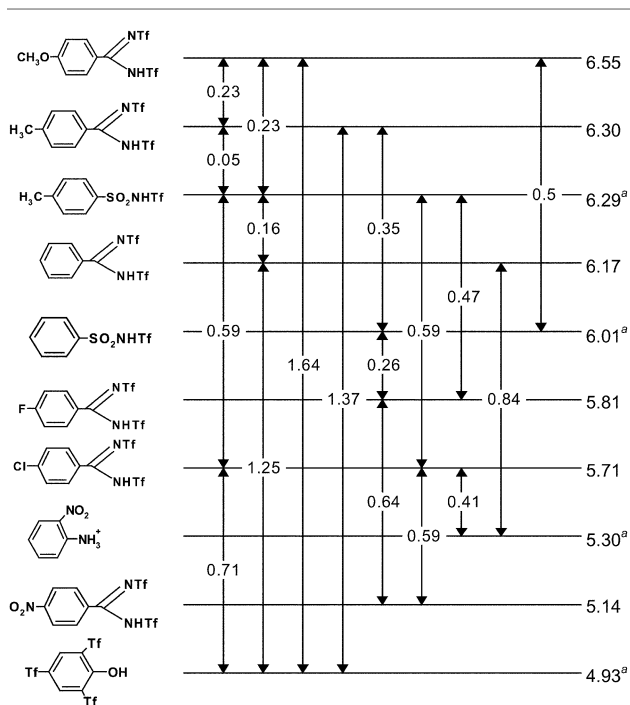 NTf
CH₃O
NHTf
6.55
0.23
NTf
H₃C
NHTf
6.30
0.23
0.05
H₃C
SO₂NHTf
6.29ᵃ
0.5
NTf
NHTf
0.16
0.35
6.17
0.47
SO₂NHTf
0.59
0.59
6.01ᵃ
1.64
0.26
NTf
F
NHTf
1.37
0.84
5.81
NTf
Cl
NHTf
1.25
5.71
0.64
0.41
NO₂
NH₃⁺
0.59
5.30ᵃ
0.71
NTf
O₂N
NHTf
5.14
Tf
Tf
OH
Tf
4.93ᵃ